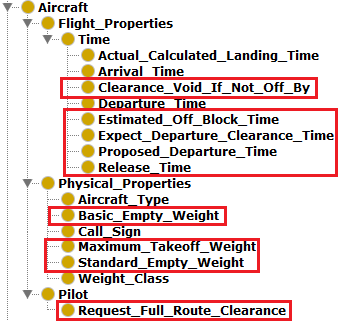 Aircraft
Flight_Properties
Time
Actual_Calculated_Landing_Time
Arrival_Time
Clearance_Void_If_Not_Off_By
Departure_Time
Estimated_Off_Block_Time
Expect_Departure_Clearance_Time
Proposed_Departure_Time
Release_Time
Physical_Properties
Aircraft_Type
Basic_Empty_Weight
Call_Sign
Maximum_Takeoff_Weight
Standard_Empty_Weight
Weight_Class
Pilot
Request_Full_Route_Clearance